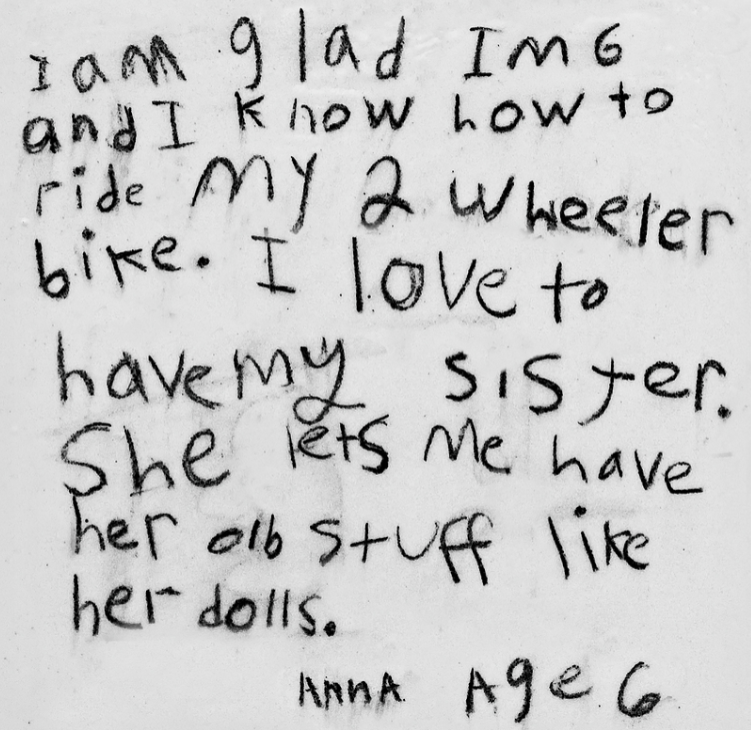 I am glad Im 6
and I know how to
ride my 2 wheeler
bike. I love to
have my sister.
She lets me have
her olb stuff like
her dolls.
AnnA Age 6